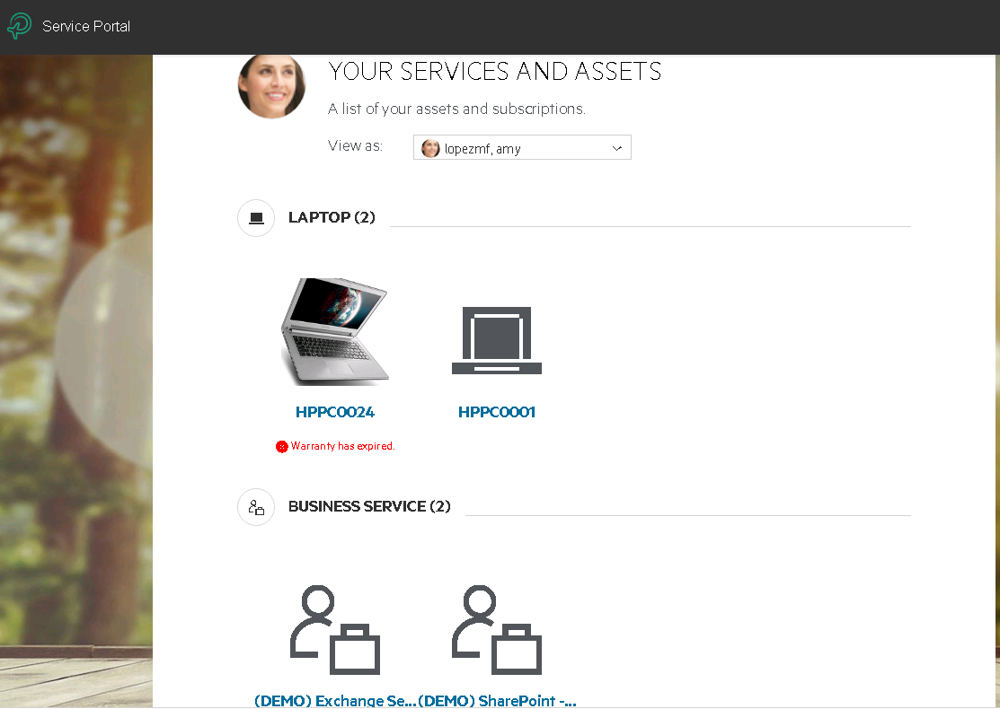 Service Portal
YOUR SERVICES AND ASSETS
A list of your assets and subscriptions.
View as: lopezmf, amy
LAPTOP (2)
HPPC0024 HPPC0001
Warranty has expired.
BUSINESS SERVICE (2)
(DEMO) Exchange Se... (DEMO) SharePoint -...